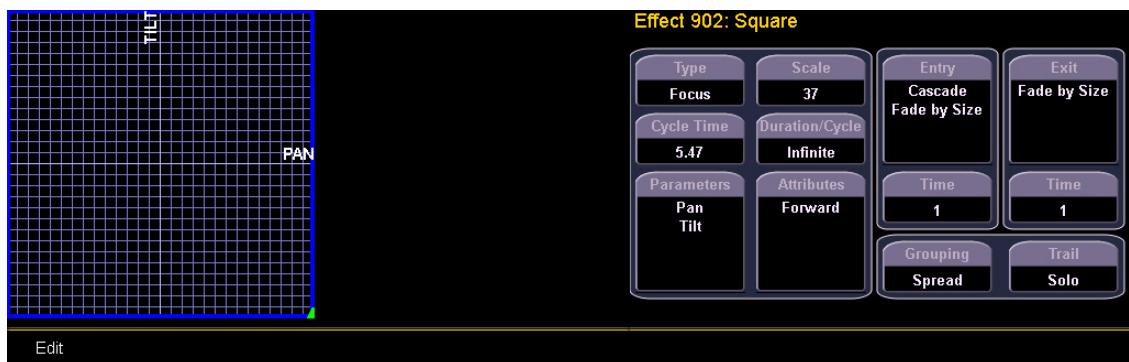 TILT
PAN
Effect 902: Square
Type
Focus
Scale
37
Cycle Time
5.47
Duration/Cycle
Infinite
Parameters
Pan
Tilt
Attributes
Forward
Entry
Cascade
Fade by Size
Time
1
Exit
Fade by Size
Time
1
Grouping
Spread
Trail
Solo
Edit